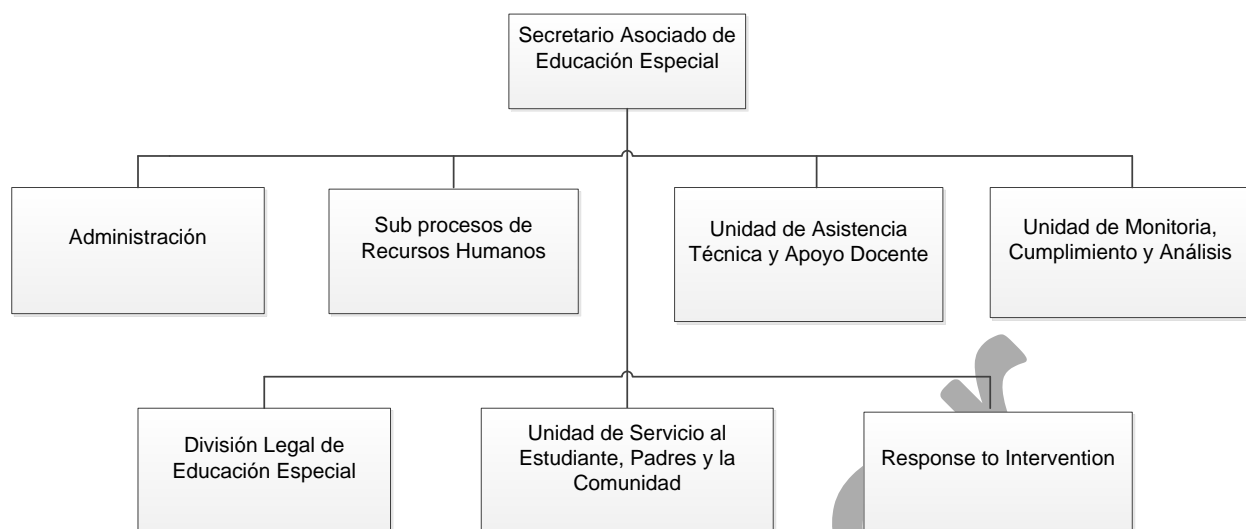 Secretario Asociado de
Educación Especial
Administración
Sub procesos de
Recursos Humanos
Unidad de Asistencia
Técnica y Apoyo Docente
Unidad de Monitoria,
Cumplimiento y Análisis
División Legal de
Educación Especial
Unidad de Servicio al
Estudiante, Padres y la
Comunidad
Response to Intervention